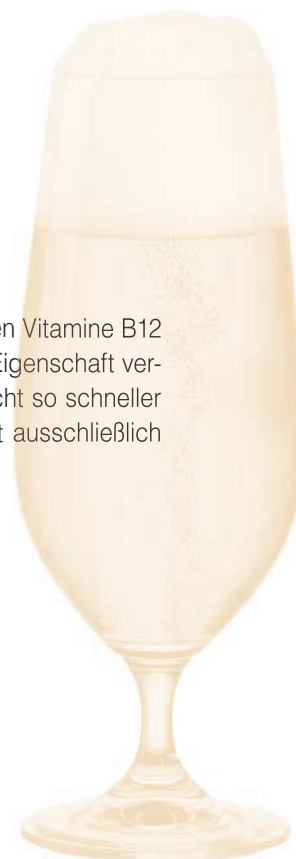 en Vitamine B12
Eigenschaft ver-
cht so schneller
t ausschließlich